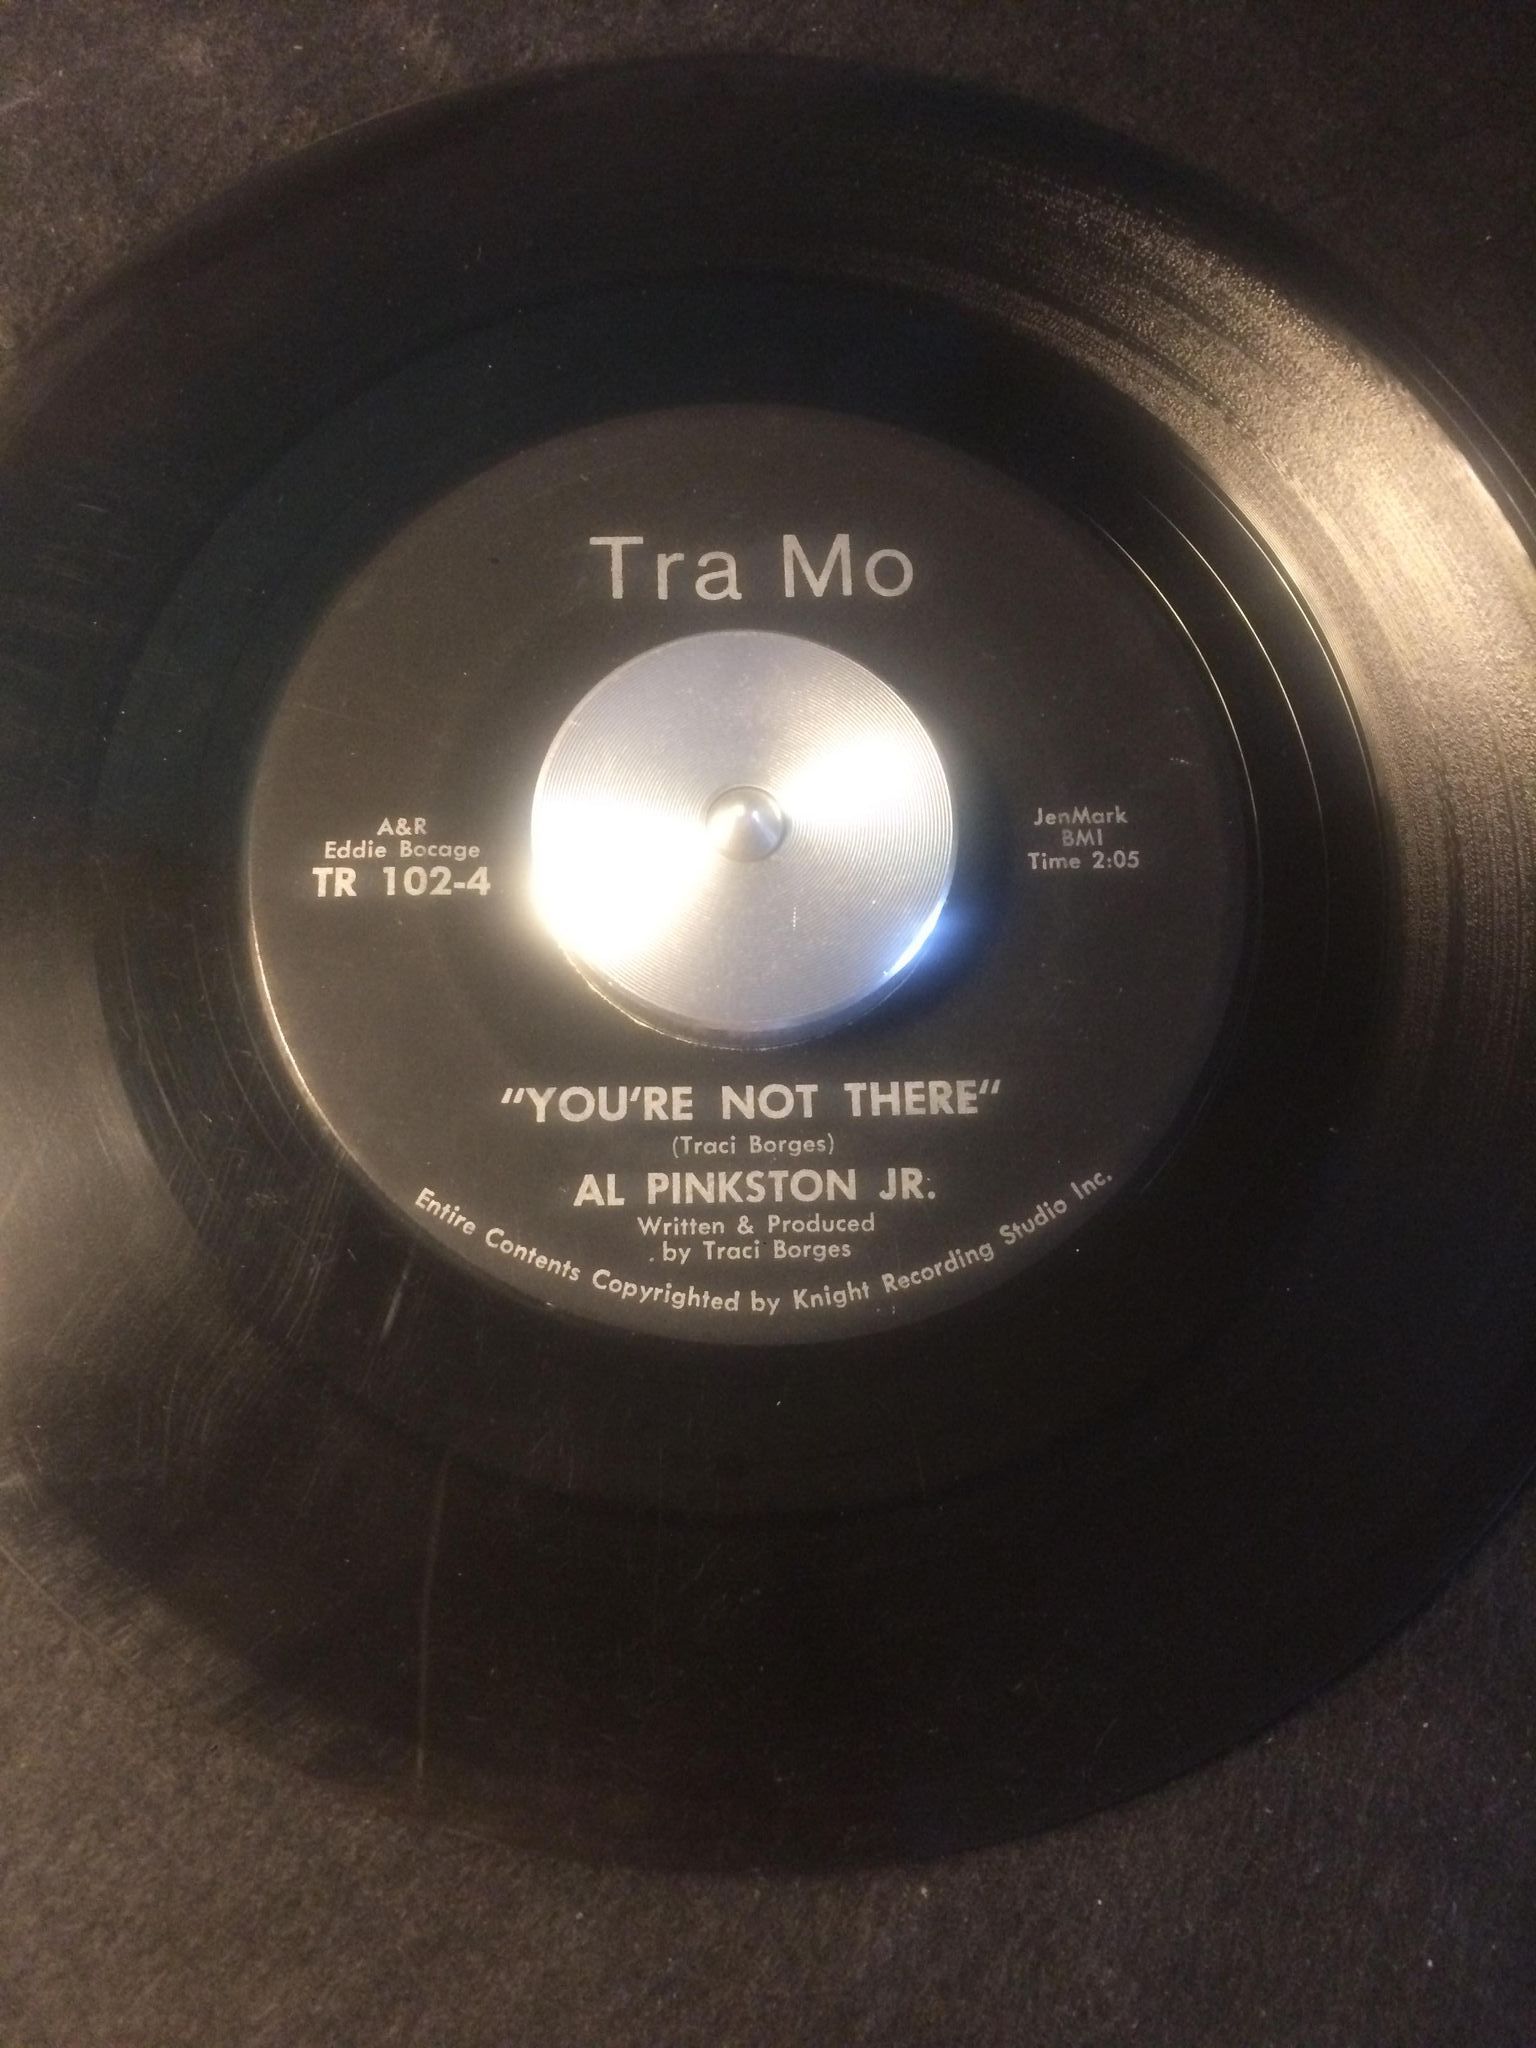 Tra Mo
A&R
Eddie Bocage
TR 102-4
JenMark
BMI
Time 2:05
"YOU'RE NOT THERE"
(Traci Borges)
AL PINKSTON JR.
Written & Produced
by Traci Borges
Entire Contents Copyrighted by Knight Recording Studio Inc.